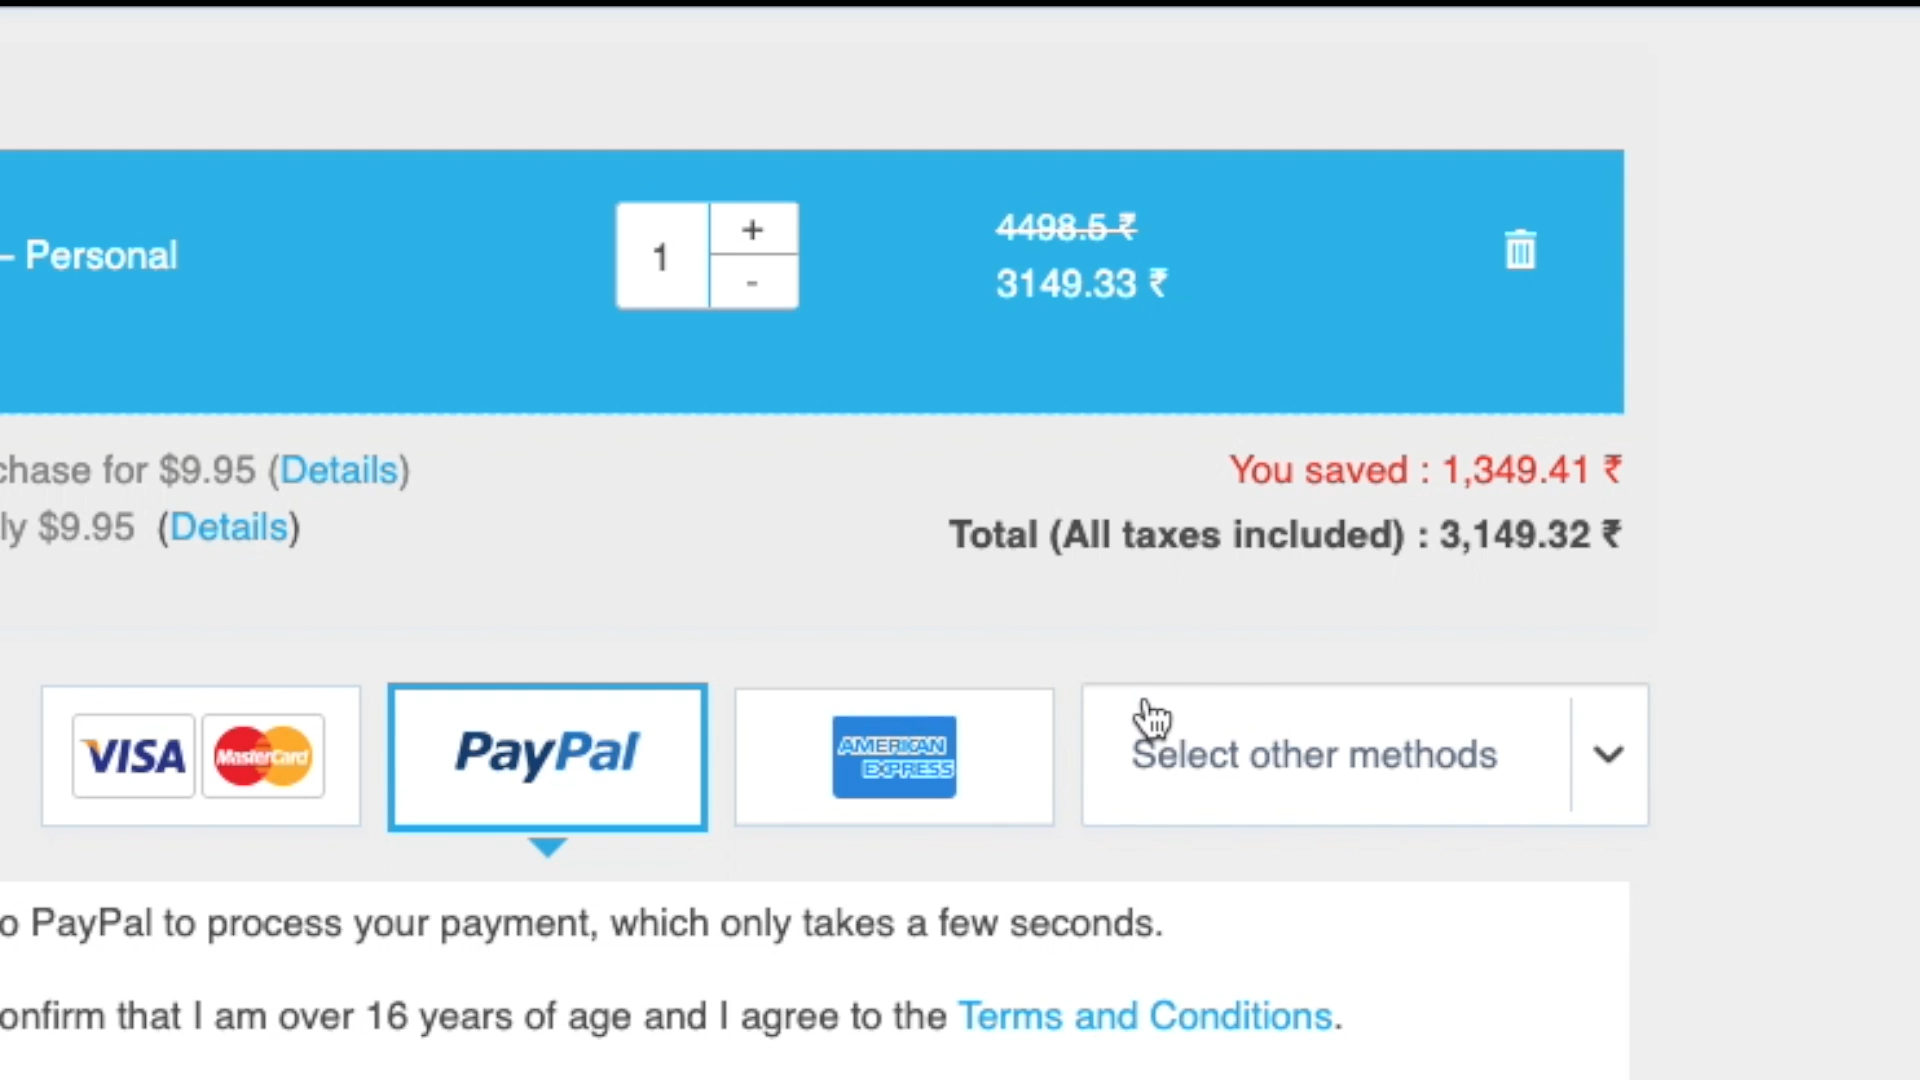 – Personal
1
+
-
4498.5 ₹
3149.33 ₹
chase for $9.95 (Details)
ly $9.95 (Details)
You saved : 1,349.41 ₹
Total (All taxes included) : 3,149.32 ₹
VISA MasterCard PayPal AMERICAN EXPRESS Select other methods
o PayPal to process your payment, which only takes a few seconds.
onfirm that I am over 16 years of age and I agree to the Terms and Conditions.